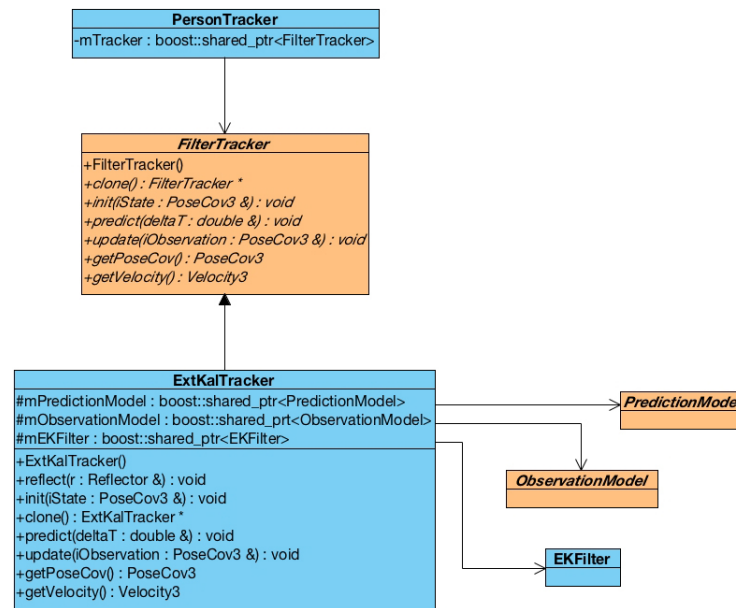 PersonTracker
-mTracker : boost::shared_ptr<FilterTracker>
FilterTracker
+FilterTracker()
+clone() : FilterTracker *
+init(iState : PoseCov3 &) : void
+predict(deltaT : double &) : void
+update(iObservation : PoseCov3 &) : void
+getPoseCov() : PoseCov3
+getVelocity() : Velocity3
ExtKalTracker
#mPredictionModel : boost::shared_ptr<PredictionModel>
#mObservationModel : boost::shared_prt<ObservationModel>
#mEKFilter : boost::shared_ptr<EKFilter>
+ExtKalTracker()
+reflect(r : Reflector &) : void
+init(iState : PoseCov3 &) : void
+clone() : ExtKalTracker *
+predict(deltaT : double &) : void
+update(iObservation : PoseCov3 &) : void
+getPoseCov() : PoseCov3
+getVelocity() : Velocity3
PredictionModel
ObservationModel
EKFilter